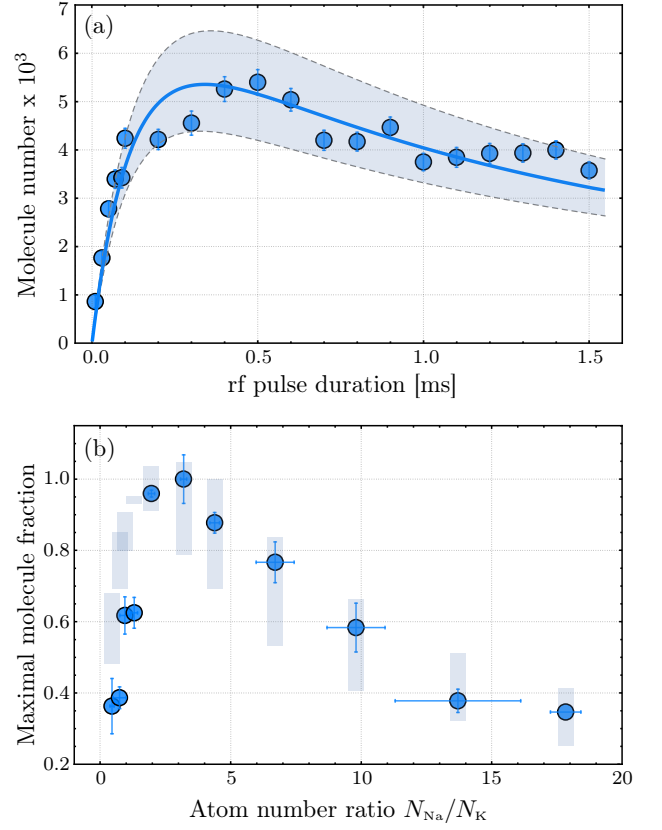 (a)
Molecule number x 10³
7
6
5
4
3
2
1
0
0.0 0.5 1.0 1.5
rf pulse duration [ms]
(b)
Maximal molecule fraction
1.0
0.8
0.6
0.4
0.2
0 5 10 15 20
Atom number ratio N_Na/N_K